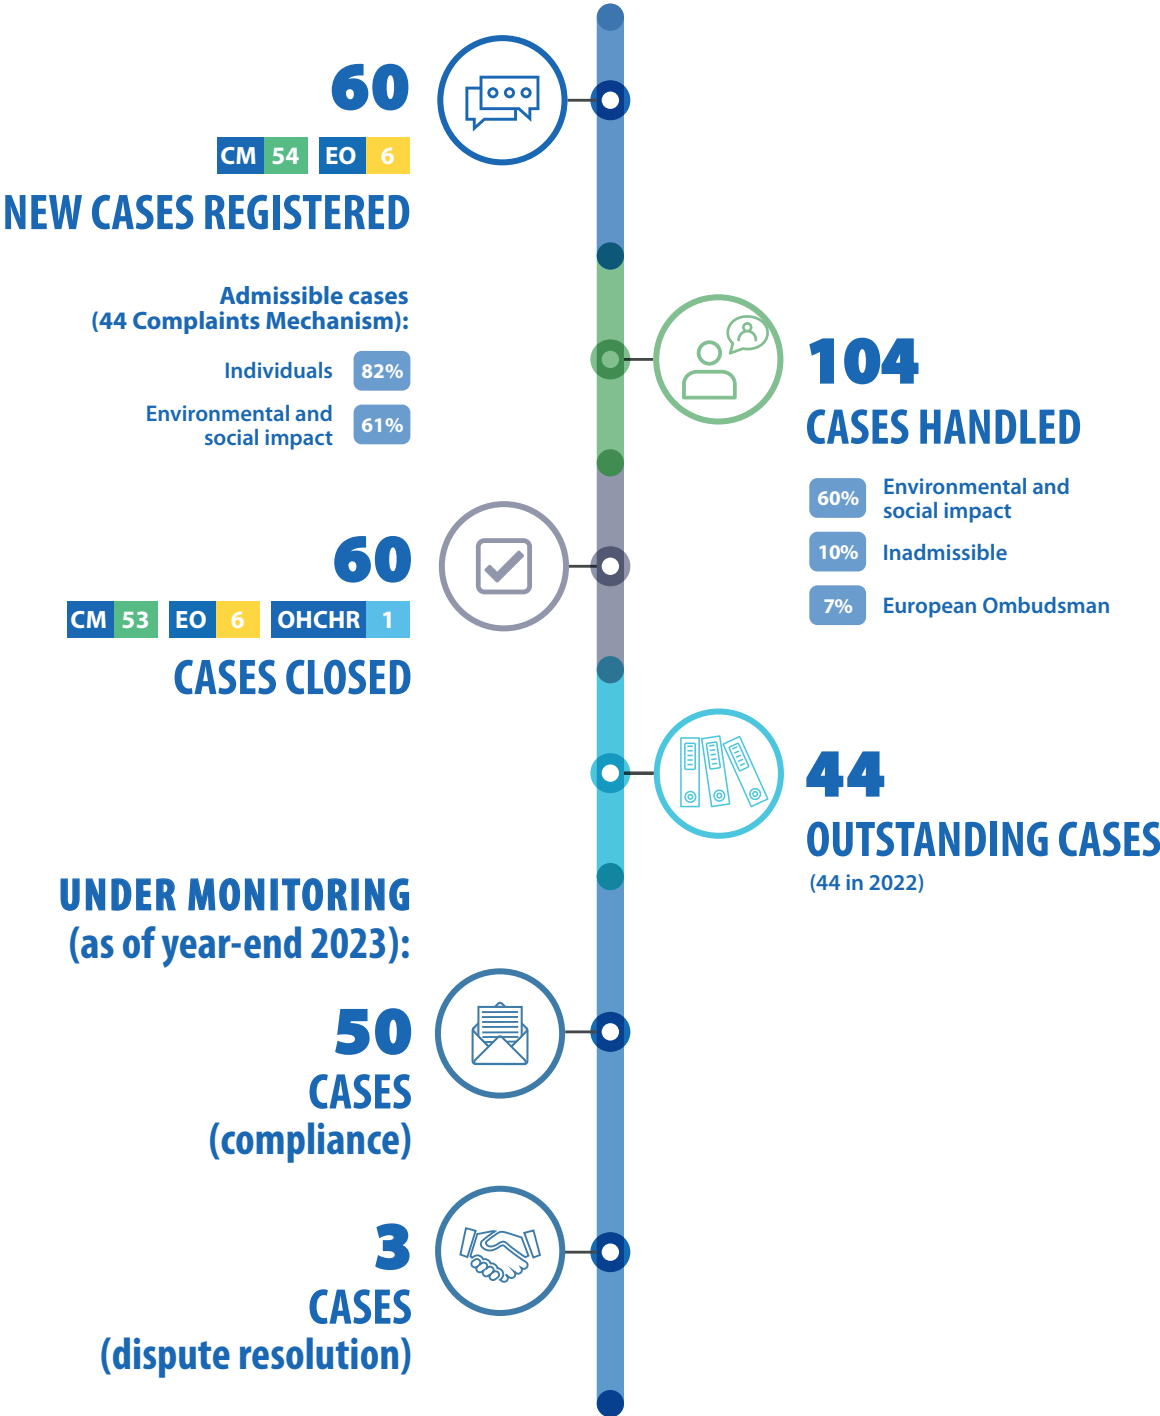 60
CM 54 EO 6
NEW CASES REGISTERED
Admissible cases
(44 Complaints Mechanism):
Individuals 82%
Environmental and
social impact 61%
104
CASES HANDLED
60% Environmental and
social impact
10% Inadmissible
7% European Ombudsman
60
CM 53 EO 6 OHCHR 1
CASES CLOSED
44
OUTSTANDING CASES
(44 in 2022)
UNDER MONITORING
(as of year-end 2023):
50
CASES
(compliance)
3
CASES
(dispute resolution)